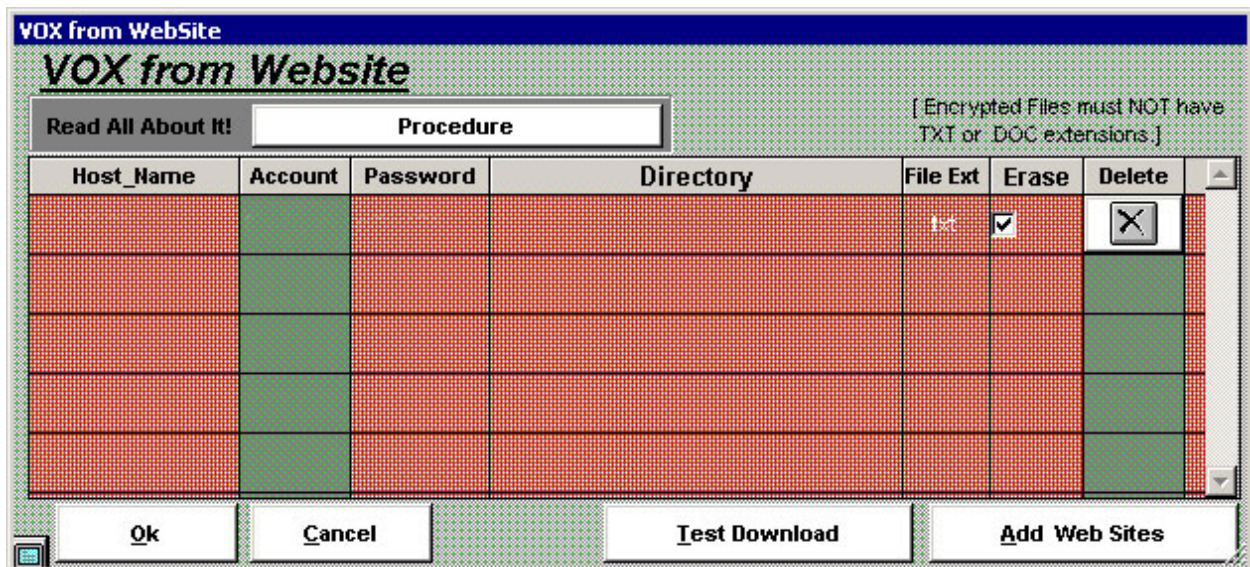 VOX from WebSite
VOX from Website
Read All About It! Procedure
[ Encrypted Files must NOT have
.TXT or .DOC extensions.]
Host_Name Account Password Directory File Ext Erase Delete
txt
Ok Cancel Test Download Add Web Sites